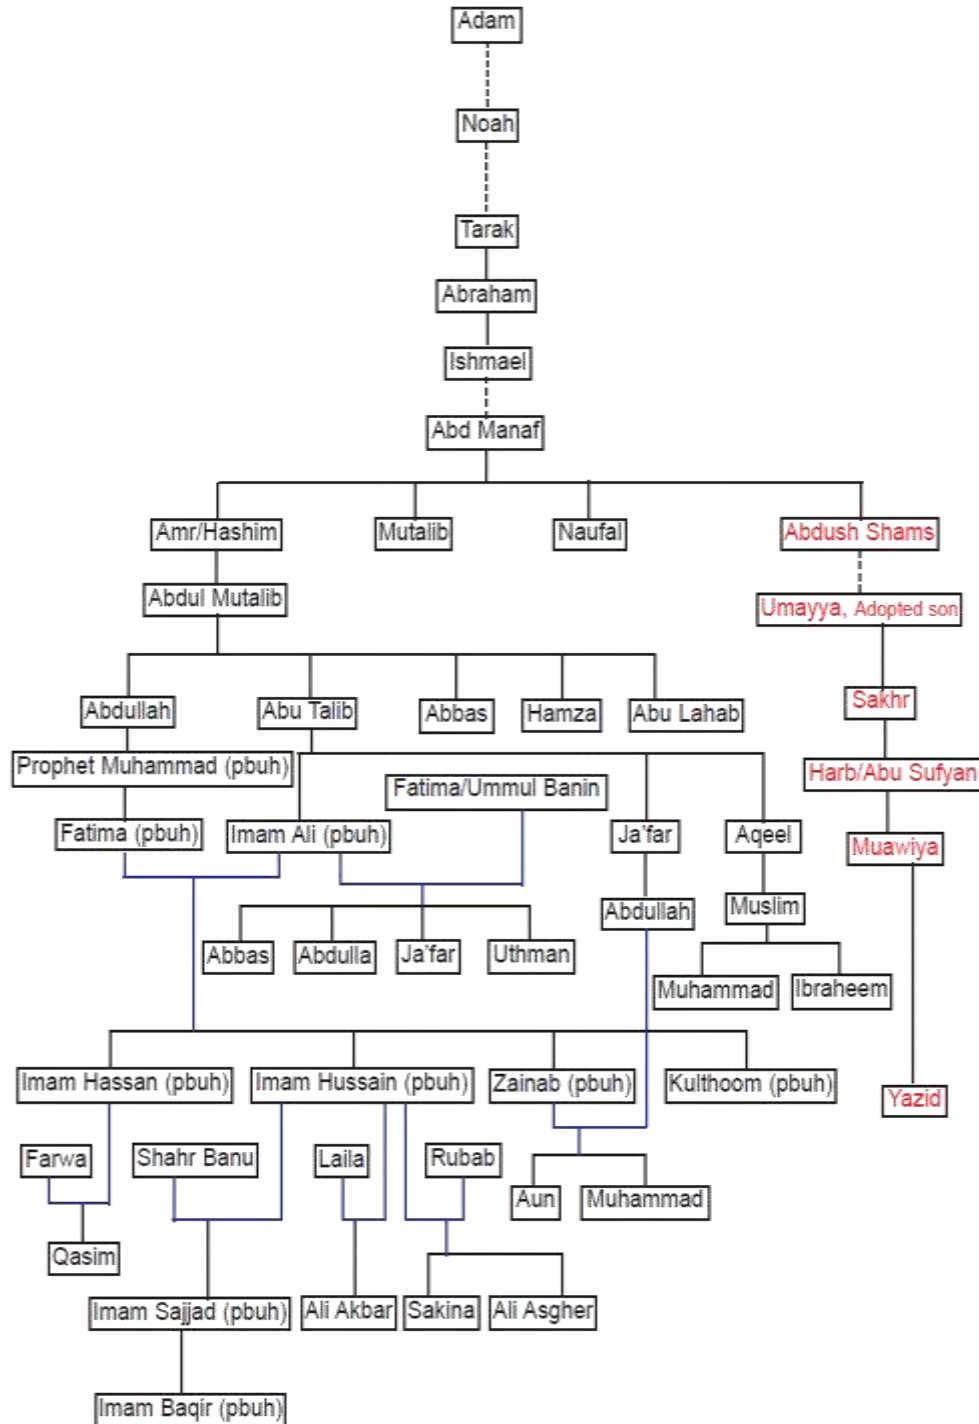 Adam
Noah
Tarak
Abraham
Ishmael
Abd Manaf
Amr/Hashim
Mutalib
Naufal
Abdush Shams
Abdul Mutalib
Umayya, Adopted son
Abdullah
Abu Talib
Abbas
Hamza
Abu Lahab
Sakhr
Prophet Muhammad (pbuh)
Fatima/Ummul Banin
Harb/Abu Sufyan
Fatima (pbuh)
Imam Ali (pbuh)
Ja'far
Aqeel
Muawiya
Abdullah
Muslim
Abbas
Abdulla
Ja'far
Uthman
Muhammad
Ibraheem
Imam Hassan (pbuh)
Imam Hussain (pbuh)
Zainab (pbuh)
Kulthoom (pbuh)
Yazid
Farwa
Shahr Banu
Laila
Rubab
Aun
Muhammad
Qasim
Imam Sajjad (pbuh)
Ali Akbar
Sakina
Ali Asgher
Imam Baqir (pbuh)